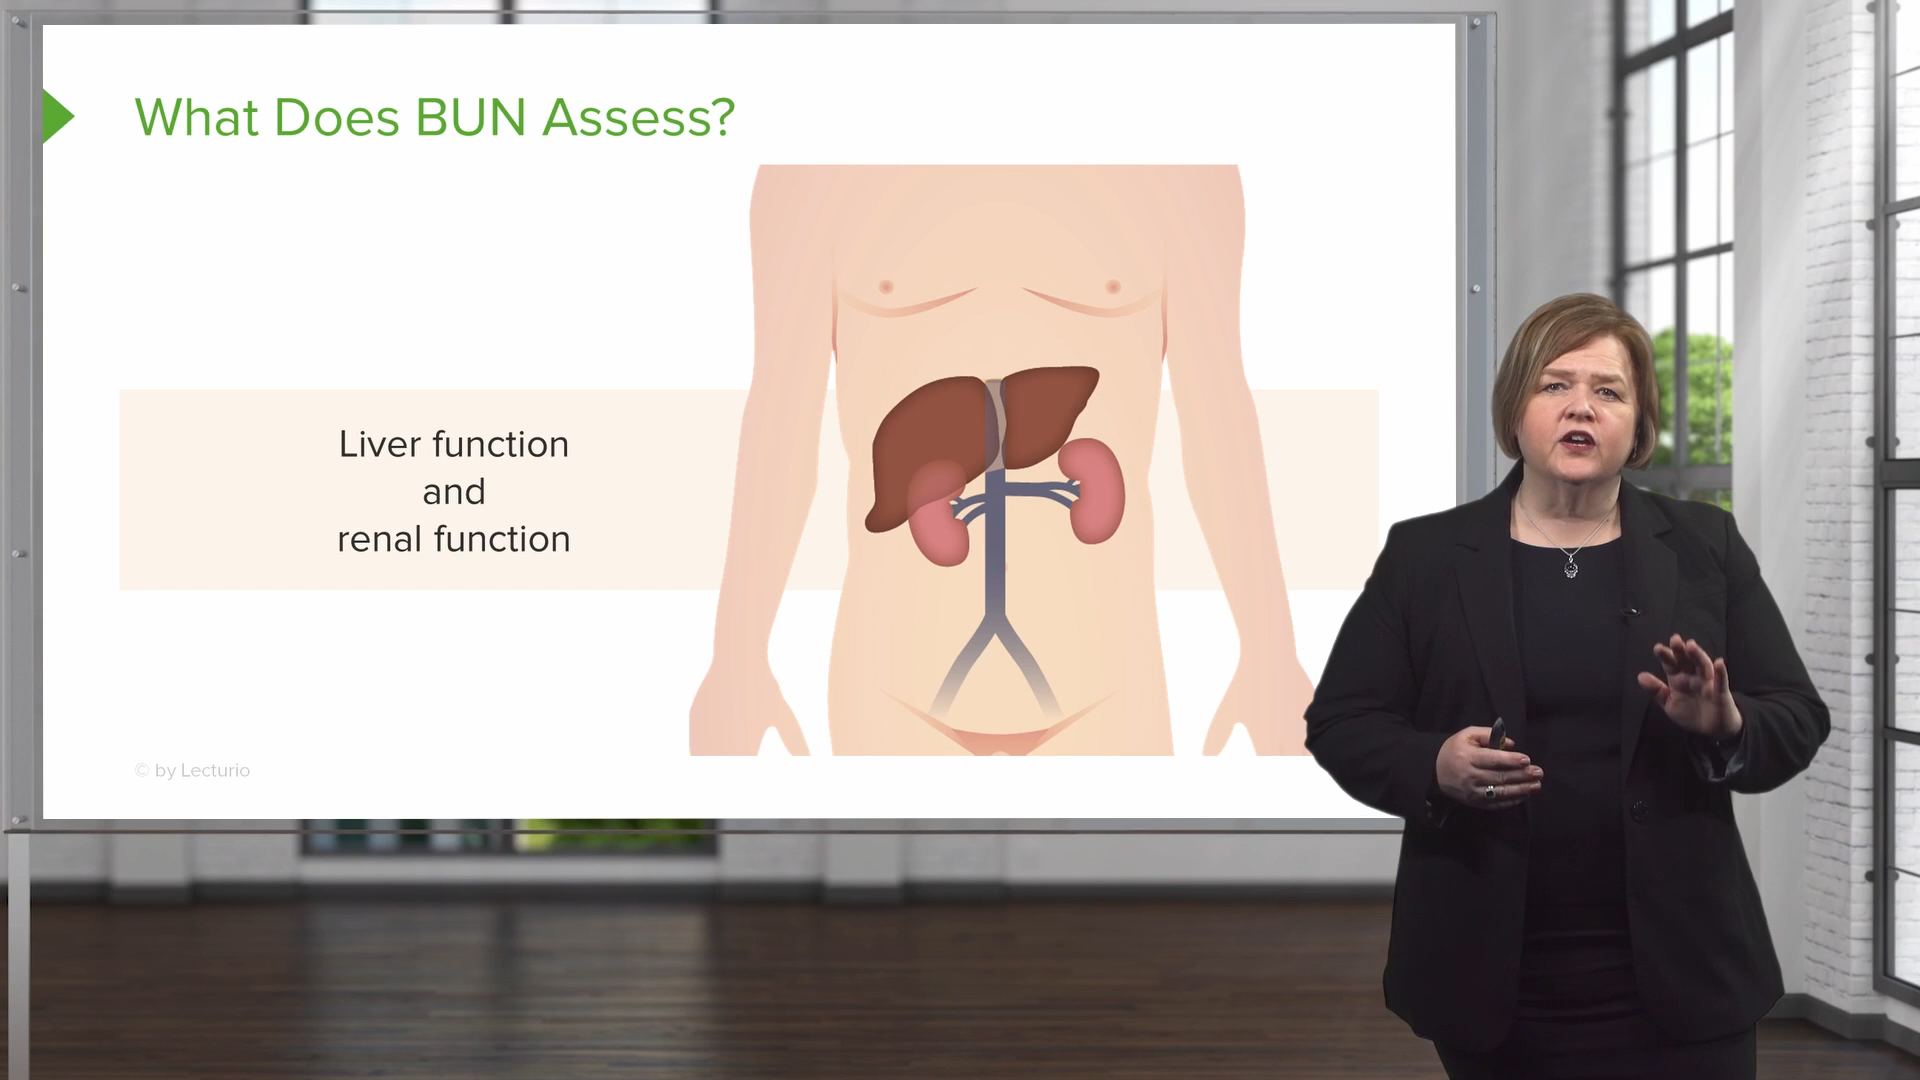 What Does BUN Assess?
Liver function
and
renal function
© by Lecturio